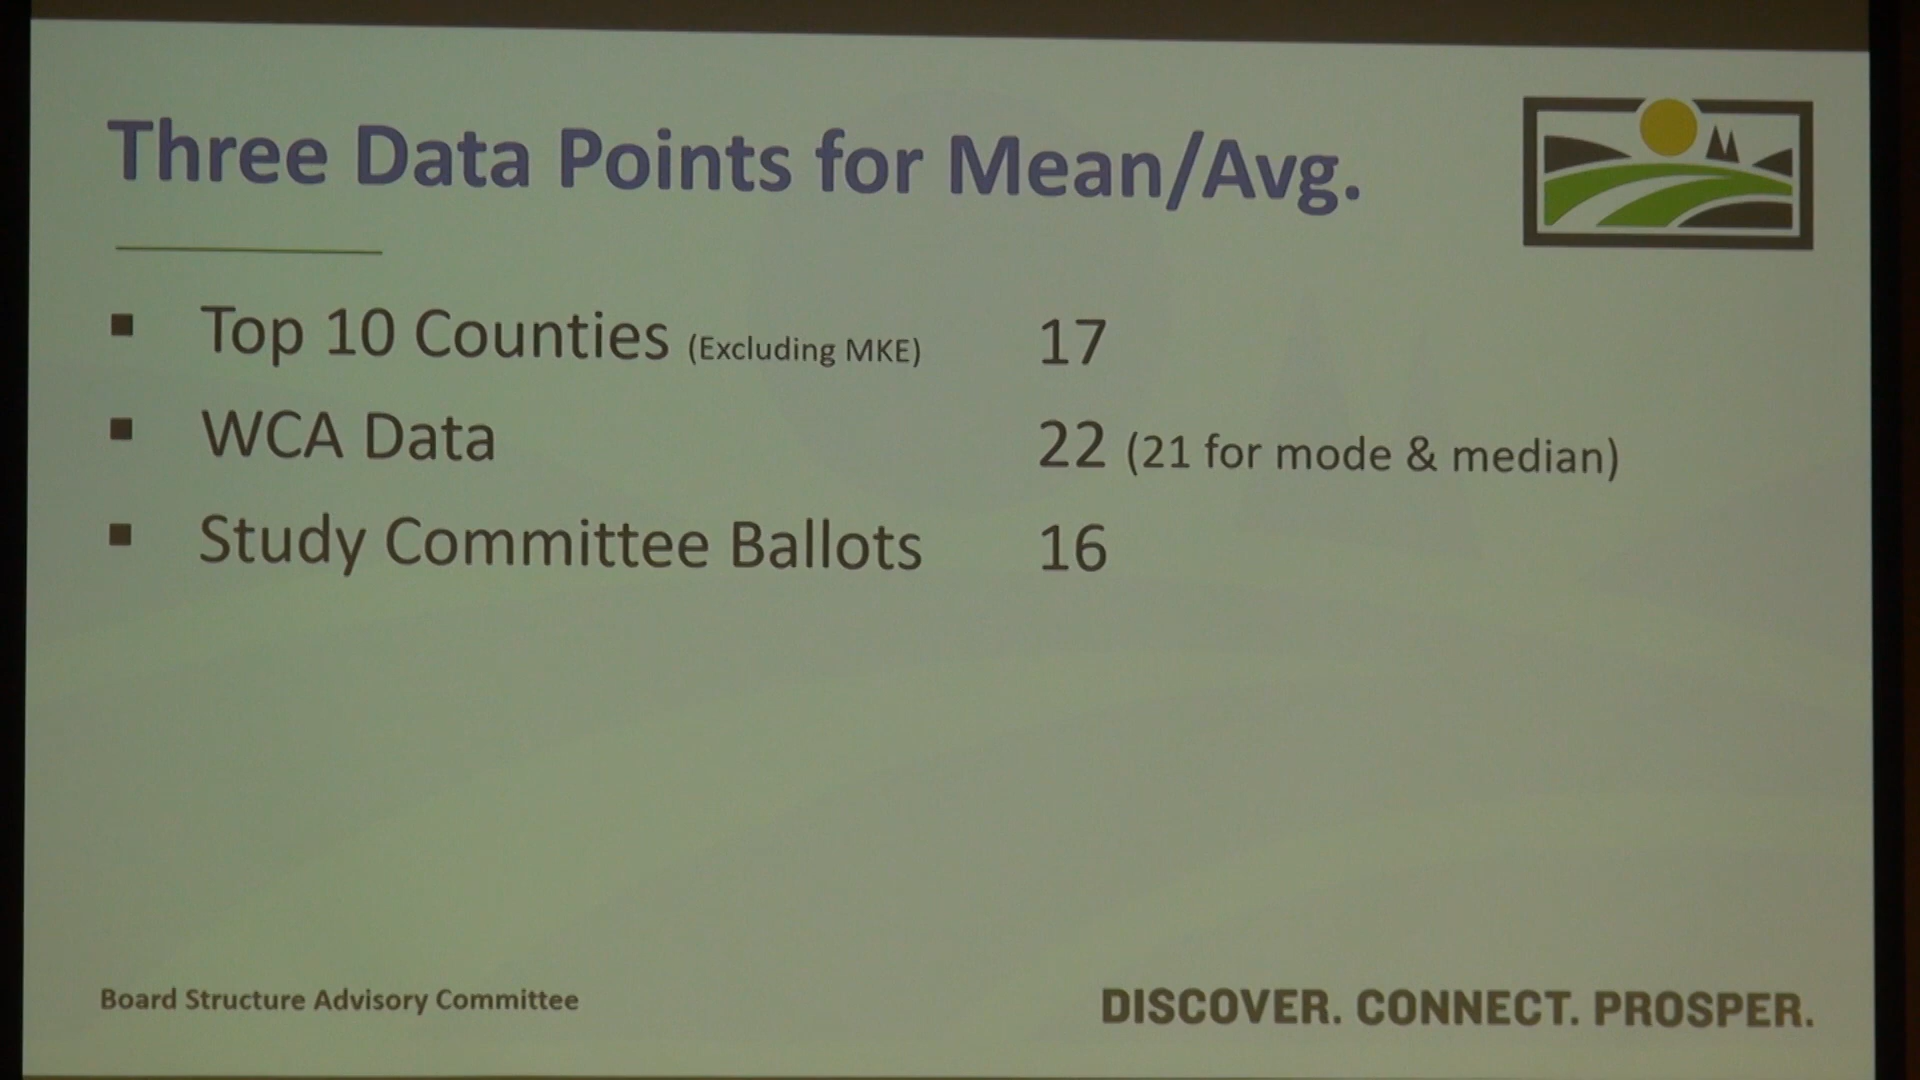 Three Data Points for Mean/Avg.
▪ Top 10 Counties (Excluding MKE) 17
▪ WCA Data 22 (21 for mode & median)
▪ Study Committee Ballots 16
Board Structure Advisory Committee
DISCOVER. CONNECT. PROSPER.